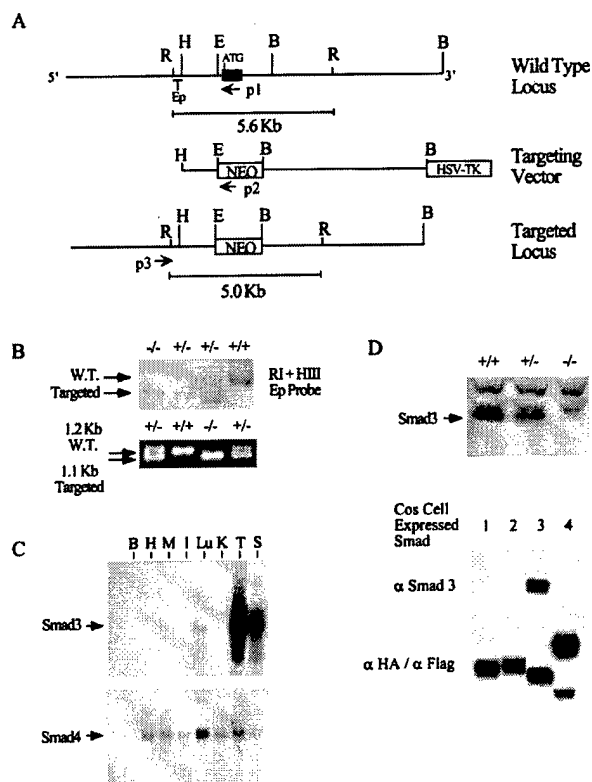 A
R H E ATG B R B
5' 3'
Ep p1
5.6 Kb
Wild Type
Locus
H E B B
NEO HSV-TK
p2
Targeting
Vector
R H E B R B
NEO
p3
5.0 Kb
Targeted
Locus
B
-/- +/- +/- +/+
W.T.
Targeted
RI + HIII
Ep Probe
1.2 Kb
W.T.
1.1 Kb
Targeted
+/- +/+ -/- +/-
C
B H M I Lu K T S
Smad3
Smad4
D
+/+ +/- -/-
Smad3
Cos Cell
Expressed
Smad
1 2 3 4
α Smad 3
α HA / α Flag